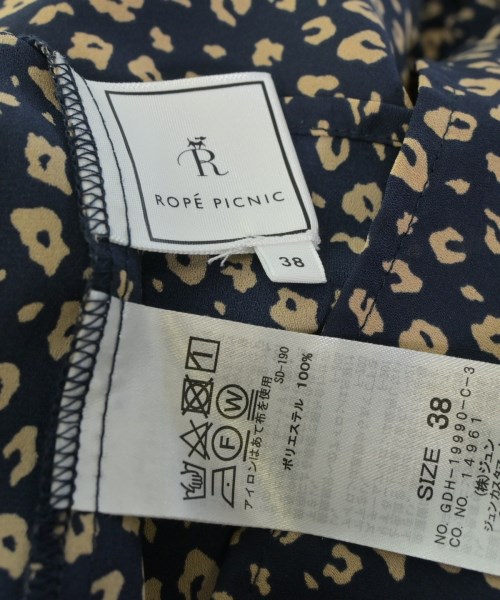 R
ROPÉ PICNIC
38
SIZE 38
NO. GDH-19990-C-3
CO. NO. 14961
(株)ジュン
SD-190
ポリエステル 100%
F W
アイロンはあて布を使用